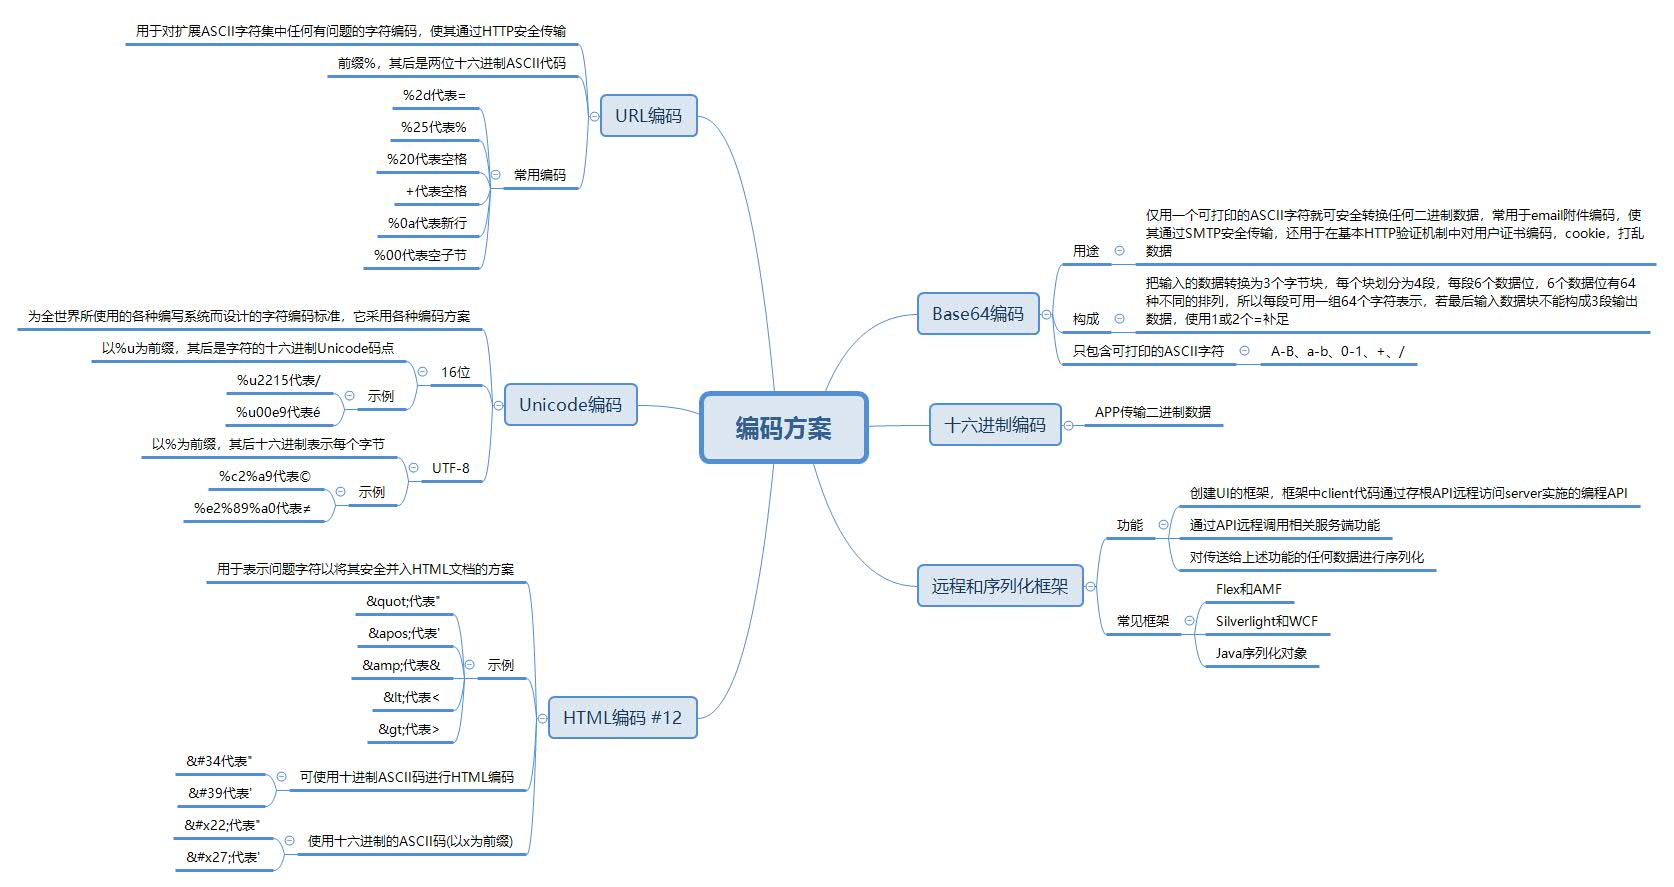 用于对扩展ASCII字符集中任何有问题的字符编码，使其通过HTTP安全传输
前缀%，其后是两位十六进制ASCII代码
%2d代表=
%25代表%
%20代表空格
+代表空格
%0a代表新行
%00代表空子节
常用编码
URL编码
为全世界所使用的各种编写系统而设计的字符编码标准，它采用各种编码方案
以%u为前缀，其后是字符的十六进制Unicode码点
%u2215代表/
%u00e9代表é
示例
16位
以%为前缀，其后十六进制表示每个字节
%c2%a9代表©
%e2%89%a0代表≠
示例
UTF-8
Unicode编码
用于表示问题字符以将其安全并入HTML文档的方案
&quot;代表"
&apos;代表'
&amp;代表&
&lt;代表<
&gt;代表>
示例
&#34代表"
&#39代表'
可使用十进制ASCII码进行HTML编码
&#x22;代表"
&#x27;代表'
使用十六进制的ASCII码(以x为前缀)
HTML编码 #12
编码方案
Base64编码
用途
仅用一个可打印的ASCII字符就可安全转换任何二进制数据，常用于email附件编码，使
其通过SMTP安全传输，还用于在基本HTTP验证机制中对用户证书编码，cookie，打乱
数据
构成
把输入的数据转换为3个字节块，每个块划分为4段，每段6个数据位，6个数据位有64
种不同的排列，所以每段可用一组64个字符表示，若最后输入数据块不能构成3段输出
数据，使用1或2个=补足
只包含可打印的ASCII字符
A-B、a-b、0-1、+、/
十六进制编码
APP传输二进制数据
远程和序列化框架
功能
创建UI的框架，框架中client代码通过存根API远程访问server实施的编程API
通过API远程调用相关服务端功能
对传送给上述功能的任何数据进行序列化
常见框架
Flex和AMF
Silverlight和WCF
Java序列化对象